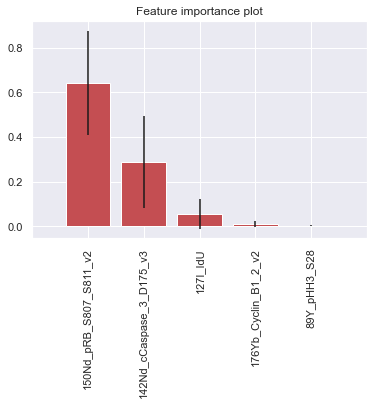 Feature importance plot
0.8
0.6
0.4
0.2
0.0
150Nd_pRB_S807_S811_v2
142Nd_cCaspase_3_D175_v3
127I_IdU
176Yb_Cyclin_B1_2_v2
89Y_pHH3_S28